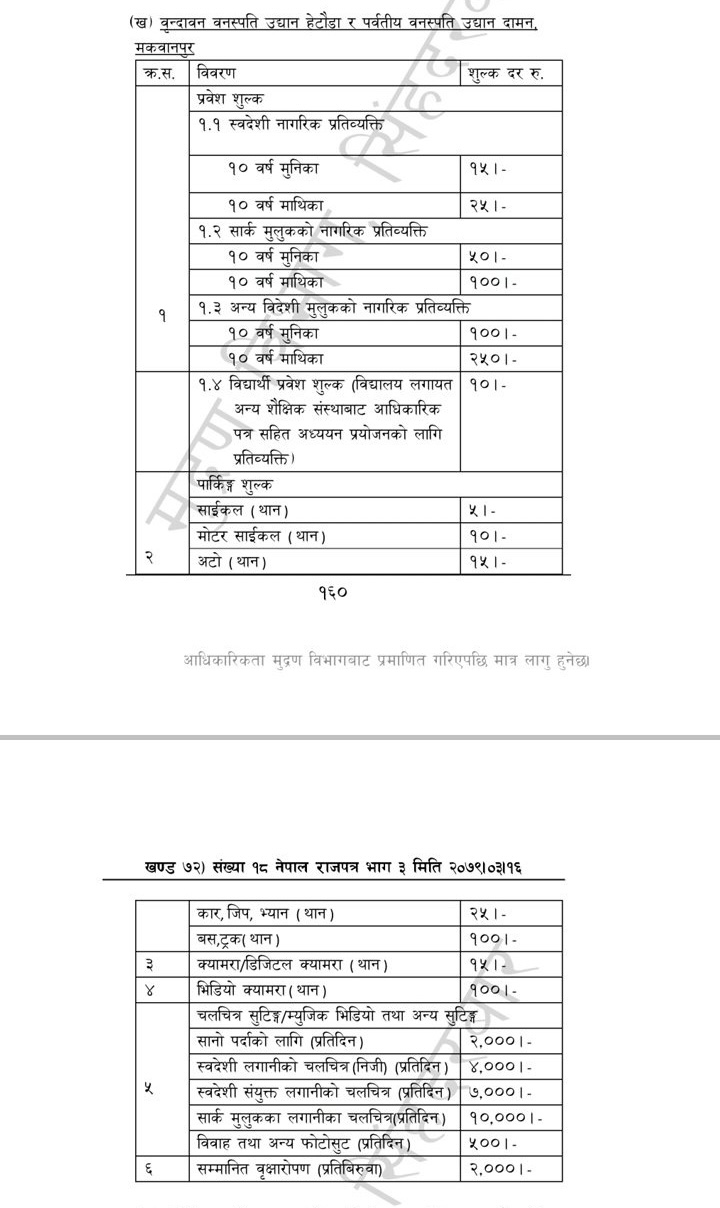 (ख) वृन्दावन वनस्पति उद्यान हेटौडा र पर्वतीय वनस्पति उद्यान दामन,
मकवानपुर
क्र.स. विवरण शुल्क दर रु.
प्रवेश शुल्क
१.१ स्वदेशी नागरिक प्रतिव्यक्ति
१० वर्ष मुनिका १५।-
१० वर्ष माथिका २५।-
१.२ सार्क मुलुकको नागरिक प्रतिव्यक्ति
१० वर्ष मुनिका ५०।-
१० वर्ष माथिका १००।-
१ १.३ अन्य विदेशी मुलुकको नागरिक प्रतिव्यक्ति
१० वर्ष मुनिका १००।-
१० वर्ष माथिका २५०।-
१.४ विद्यार्थी प्रवेश शुल्क (विद्यालय लगायत १०।-
अन्य शैक्षिक संस्थाबाट आधिकारिक
पत्र सहित अध्ययन प्रयोजनको लागि
प्रतिव्यक्ति)
पार्किङ्ग शुल्क
साईकल (थान) ५।-
मोटर साईकल (थान) १०।-
२ अटो (थान) १५।-
१६०
आधिकारिकता मुद्रण विभागबाट प्रमाणित गरिएपछि मात्र लागु हुनेछ।
खण्ड ७२) संख्या १८ नेपाल राजपत्र भाग ३ मिति २०७९।०३।१६
कार, जिप, भ्यान (थान) २५।-
बस,ट्रक(थान) १००।-
३ क्यामरा/डिजिटल क्यामरा (थान) १५।-
४ भिडियो क्यामरा(थान) १००।-
चलचित्र सुटिङ्ग/म्युजिक भिडियो तथा अन्य सुटिङ्ग
सानो पर्दाको लागि (प्रतिदिन) २,०००।-
स्वदेशी लगानीको चलचित्र(निजी) (प्रतिदिन) ४,०००।-
५ स्वदेशी संयुक्त लगानीको चलचित्र (प्रतिदिन) ७,०००।-
सार्क मुलुकका लगानीका चलचित्र(प्रतिदिन) १०,०००।-
विवाह तथा अन्य फोटोसुट (प्रतिदिन) ५००।-
६ सम्मानित वृक्षारोपण (प्रतिबिरुवा) २,०००।-
मुद्रण विभाग, सिंहदरव
सिंहदरवार